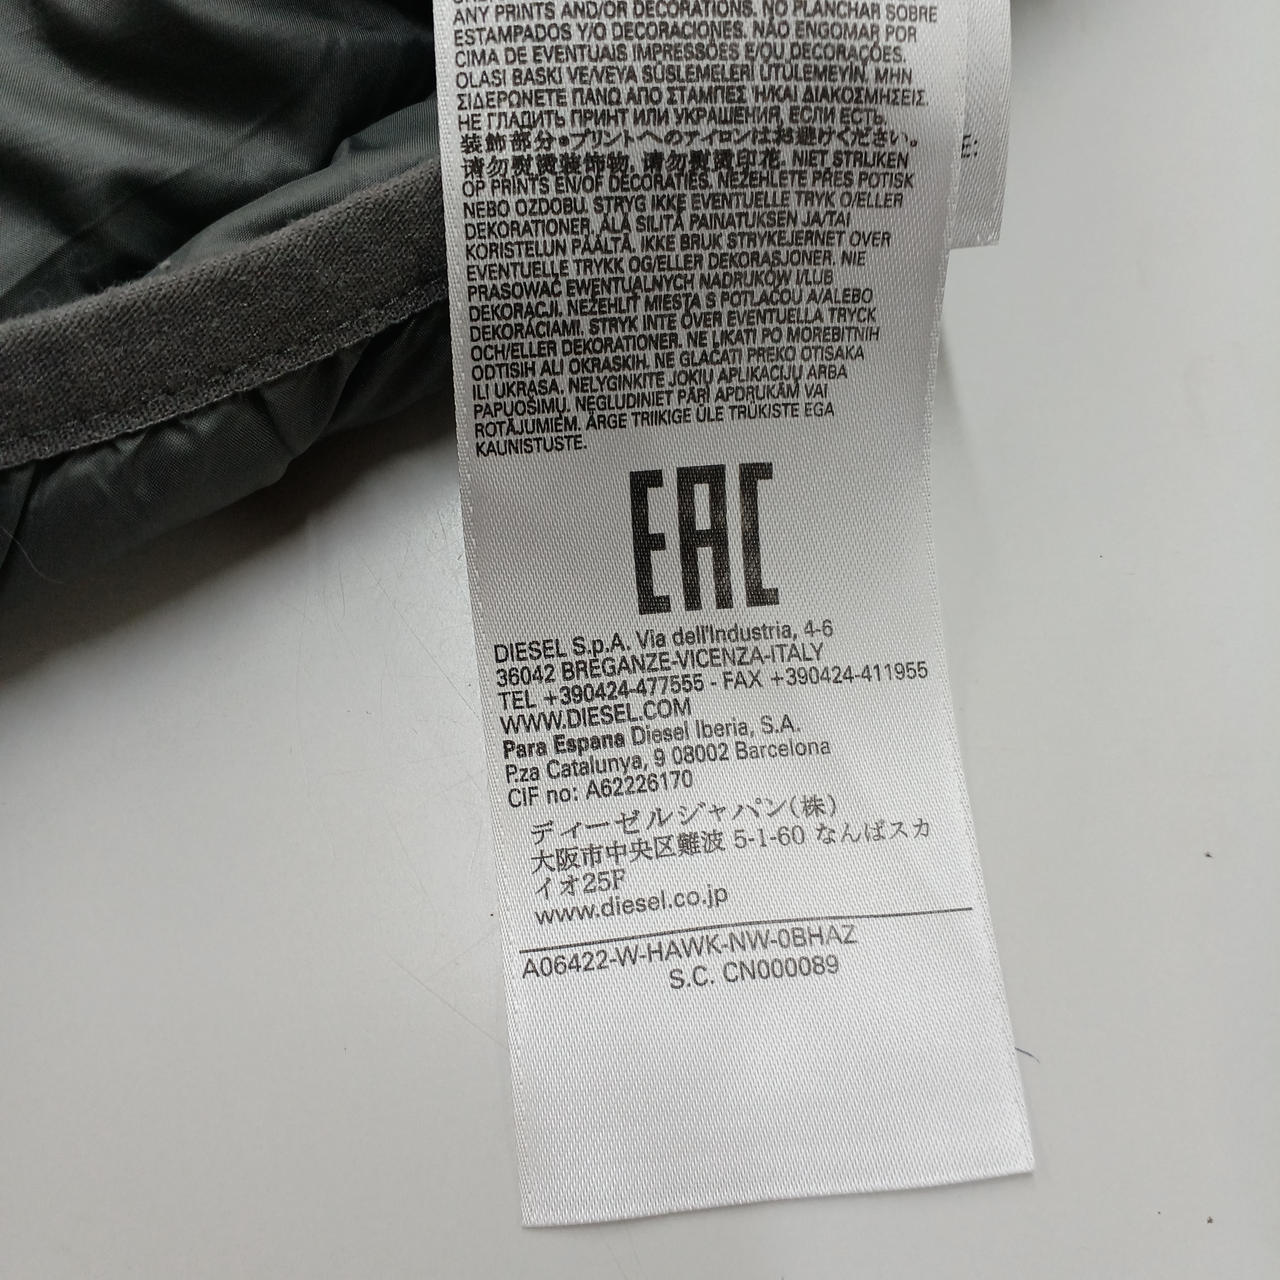 ANY PRINTS AND/OR DECORATIONS. NO PLANCHAR SOBRE
ESTAMPADOS Y/O DECORACIONES. NÃO ENGOMAR POR
CIMA DE EVENTUAIS IMPRESSÕES E/OU DECORAÇÕES.
OLASI BASKI VE/VEYA SÜSLEMELERİ ÜTÜLEMEYİN. ΜΗΝ
ΣΙΔΕΡΩΝΕΤΕ ΠΑΝΩ ΑΠΟ ΣΤΑΜΠΕΣ Ή/ΚΑΙ ΔΙΑΚΟΣΜΗΣΕΙΣ.
НЕ ГЛАДИТЬ ПРИНТ ИЛИ УКРАШЕНИЯ, ЕСЛИ ЕСТЬ.
装飾部分●プリントへのアイロンはお避けください。
请勿熨烫装饰物, 请勿熨烫印花. NIET STRIJKEN
OP PRINTS EN/OF DECORATIES. NEŽEHLETE PŘES POTISK
NEBO OZDOBU. STRYG IKKE EVENTUELLE TRYK O/ELLER
DEKORATIONER. ÄLÄ SILITÄ PAINATUKSEN JA/TAI
KORISTELUN PÄÄLTÄ. IKKE BRUK STRYKEJERNET OVER
EVENTUELLE TRYKK OG/ELLER DEKORASJONER. NIE
PRASOWAĆ EWENTUALNYCH NADRUKÓW I/LUB
DEKORACJI. NEŽEHLIŤ MIESTA S POTLAČOU A/ALEBO
DEKORÁCIAMI. STRYK INTE ÖVER EVENTUELLA TRYCK
OCH/ELLER DEKORATIONER. NE LIKATI PO MOREBITNIH
ODTISIH ALI OKRASKIH. NE GLAČATI PREKO OTISAKA
ILI UKRASA. NELYGINKITE JOKIŲ APLIKACIJŲ ARBA
PAPUOŠIMŲ. NEGLUDINIET PĀRI APDRUKĀM VAI
ROTĀJUMIEM. ÄRGE TRIIKIGE ÜLE TRÜKISTE EGA
KAUNISTUSTE.
E:
EAC
DIESEL S.p.A. Via dell'Industria, 4-6
36042 BREGANZE-VICENZA-ITALY
TEL +390424-477555 - FAX +390424-411955
WWW.DIESEL.COM
Para Espana Diesel Iberia, S.A.
P.za Catalunya, 9 08002 Barcelona
CIF no: A62226170
ディーゼルジャパン(株)
大阪市中央区難波 5-1-60 なんばスカ
イオ25F
www.diesel.co.jp
A06422-W-HAWK-NW-0BHAZ
S.C. CN000089